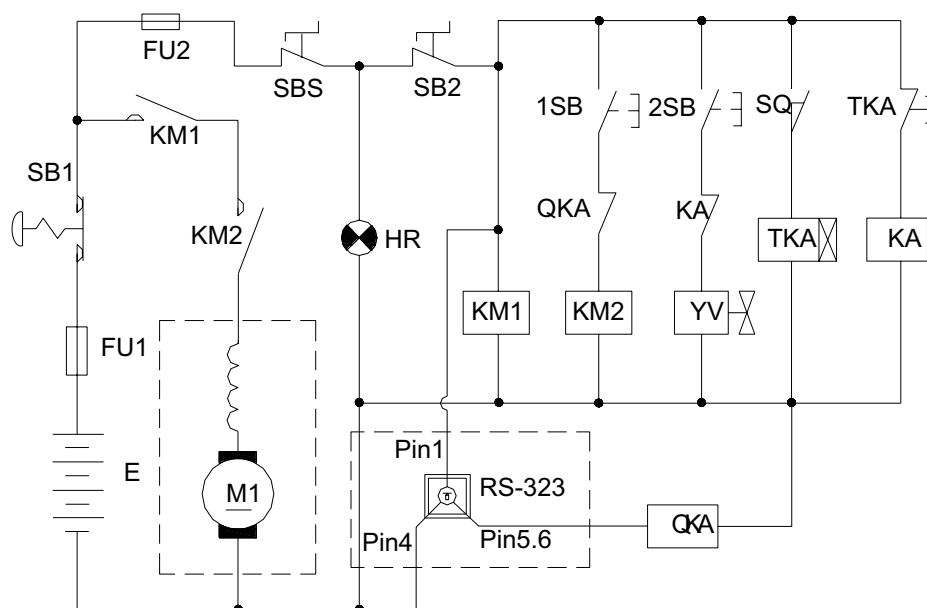 FU2
SBS
SB2
1SB
2SB
SQ
TKA
KM1
SB1
QKA
KA
KM2
HR
TKA
KA
KM1
KM2
YV
FU1
Pin1
E
RS-323
M1
Pin4
Pin5.6
QKA